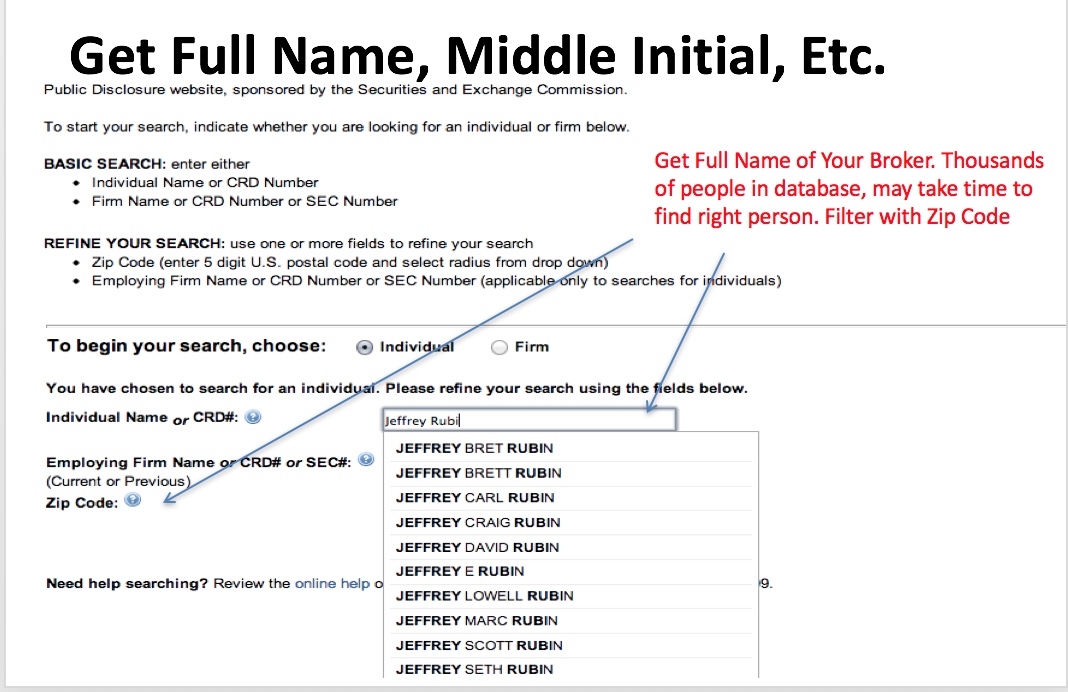 Get Full Name, Middle Initial, Etc.
Public Disclosure website, sponsored by the Securities and Exchange Commission.
To start your search, indicate whether you are looking for an individual or firm below.
BASIC SEARCH: enter either
• Individual Name or CRD Number
• Firm Name or CRD Number or SEC Number
Get Full Name of Your Broker. Thousands
of people in database, may take time to
find right person. Filter with Zip Code
REFINE YOUR SEARCH: use one or more fields to refine your search
• Zip Code (enter 5 digit U.S. postal code and select radius from drop down)
• Employing Firm Name or CRD Number or SEC Number (applicable only to searches for individuals)
To begin your search, choose: Individual Firm
You have chosen to search for an individual. Please refine your search using the fields below.
Individual Name or CRD#: ? Jeffrey Rubi
Employing Firm Name or CRD# or SEC#: ?
(Current or Previous)
Zip Code: ?
JEFFREY BRET RUBIN
JEFFREY BRETT RUBIN
JEFFREY CARL RUBIN
JEFFREY CRAIG RUBIN
JEFFREY DAVID RUBIN
JEFFREY E RUBIN
JEFFREY LOWELL RUBIN
JEFFREY MARC RUBIN
JEFFREY SCOTT RUBIN
JEFFREY SETH RUBIN
Need help searching? Review the online help o 9.